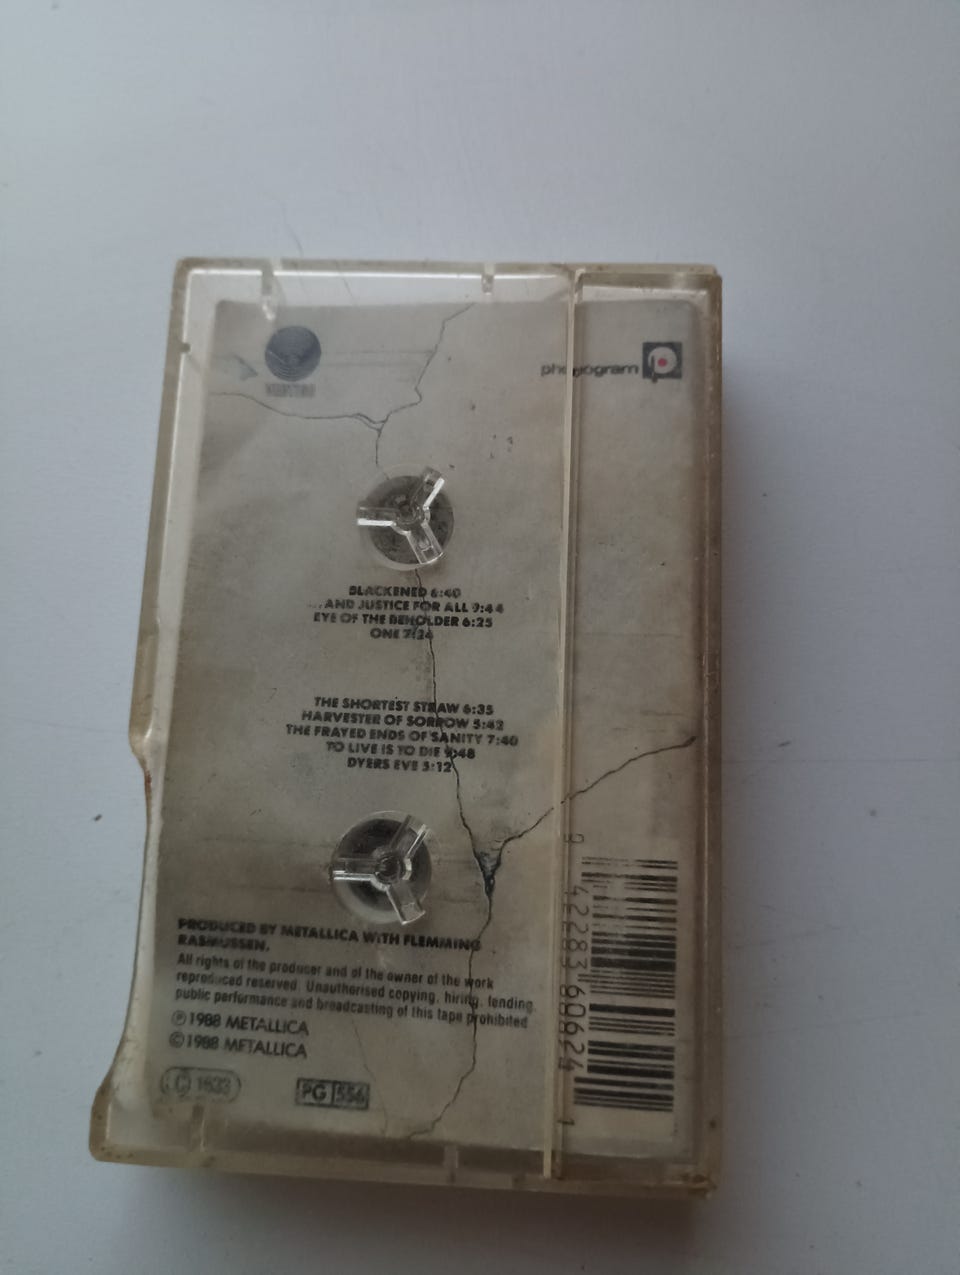 VERTIGO
phonogram
BLACKENED 6:40
...AND JUSTICE FOR ALL 9:44
EYE OF THE BEHOLDER 6:25
ONE 7:24
THE SHORTEST STRAW 6:35
HARVESTER OF SORROW 5:42
THE FRAYED ENDS OF SANITY 7:40
TO LIVE IS TO DIE 9:48
DYERS EVE 5:12
PRODUCED BY METALLICA WITH FLEMMING
RASMUSSEN.
All rights of the producer and of the owner of the work
reproduced reserved. Unauthorised copying, hiring, lending,
public performance and broadcasting of this tape prohibited
℗ 1988 METALLICA
© 1988 METALLICA
LC 1633
PG 556